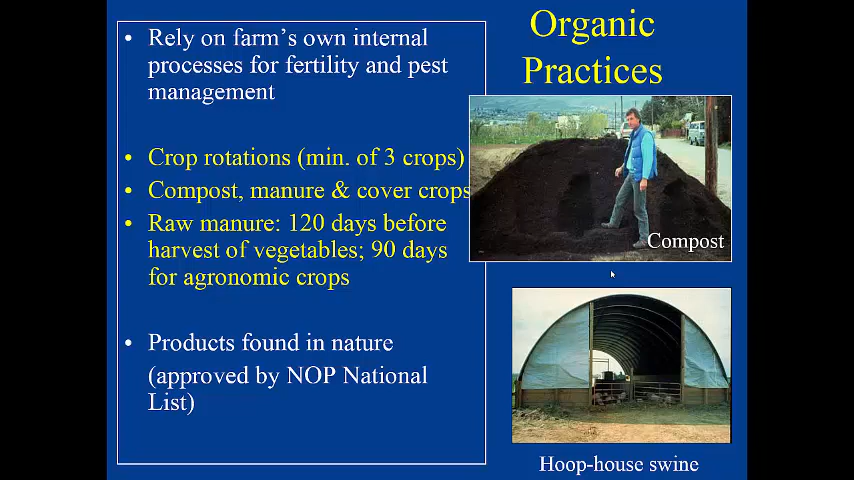 Organic
Practices
• Rely on farm's own internal
processes for fertility and pest
management
• Crop rotations (min. of 3 crops)
• Compost, manure & cover crops
• Raw manure: 120 days before
harvest of vegetables; 90 days
for agronomic crops
• Products found in nature
(approved by NOP National
List)
Compost
Hoop-house swine